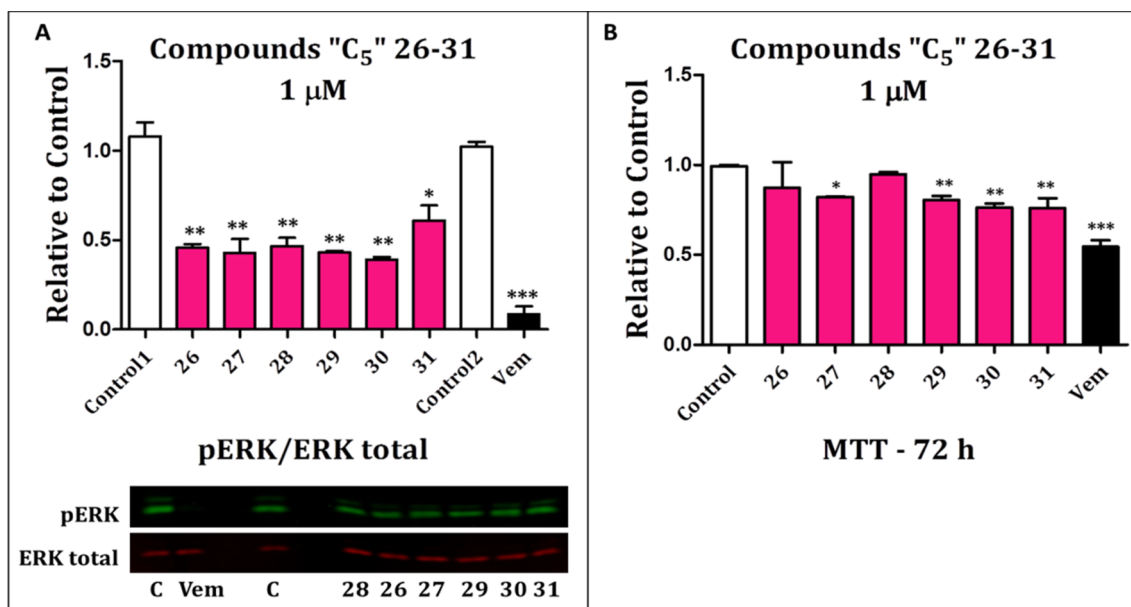 A
Compounds "C5" 26-31
1 μM
Relative to Control
1.5
1.0
0.5
0.0
**
**
**
**
**
*
***
Control1
26
27
28
29
30
31
Control2
Vem
pERK/ERK total
pERK
ERK total
C Vem C 28 26 27 29 30 31
B
Compounds "C5" 26-31
1 μM
Relative to Control
1.5
1.0
0.5
0.0
*
**
**
**
***
Control
26
27
28
29
30
31
Vem
MTT - 72 h